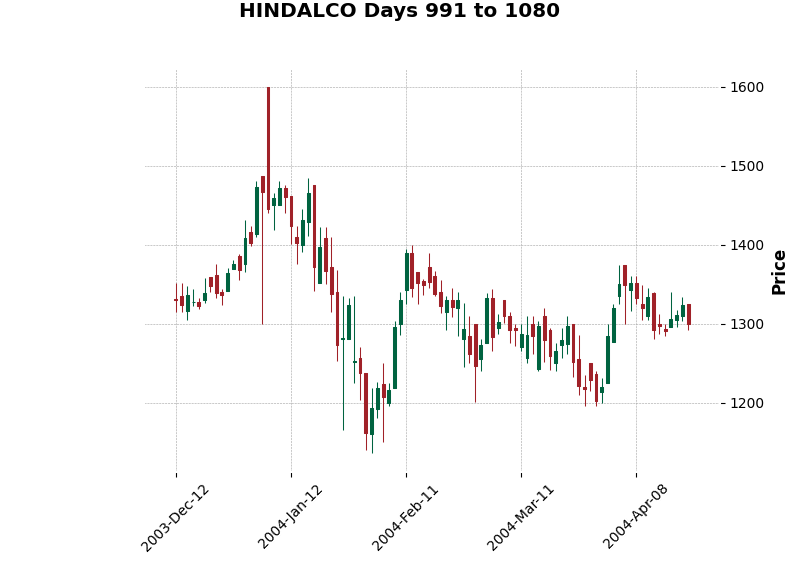 HINDALCO Days 991 to 1080
1600
1500
1400
1300
1200
Price
2003-Dec-12
2004-Jan-12
2004-Feb-11
2004-Mar-11
2004-Apr-08